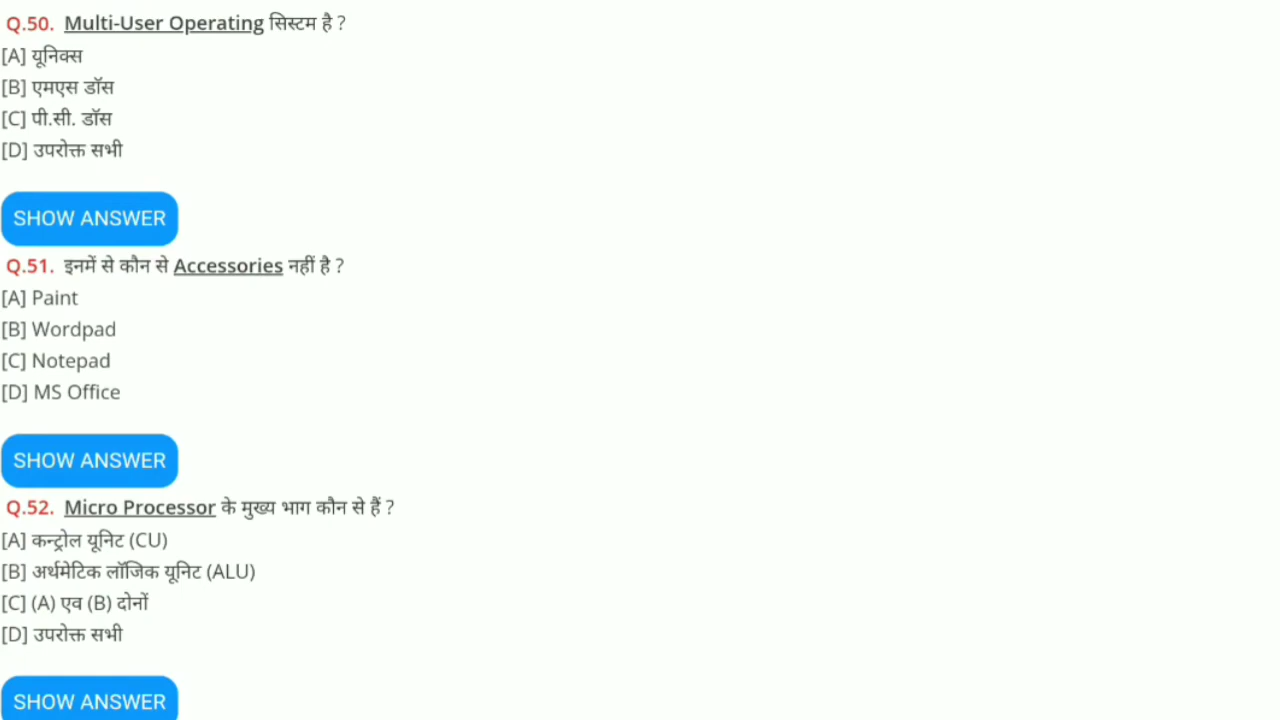 Q.50. Multi-User Operating सिस्टम है ?
[A] यूनिक्स
[B] एमएस डॉस
[C] पी.सी. डॉस
[D] उपरोक्त सभी
SHOW ANSWER
Q.51. इनमें से कौन से Accessories नहीं है ?
[A] Paint
[B] Wordpad
[C] Notepad
[D] MS Office
SHOW ANSWER
Q.52. Micro Processor के मुख्य भाग कौन से हैं ?
[A] कन्ट्रोल यूनिट (CU)
[B] अर्थमेटिक लॉजिक यूनिट (ALU)
[C] (A) एव (B) दोनों
[D] उपरोक्त सभी
SHOW ANSWER